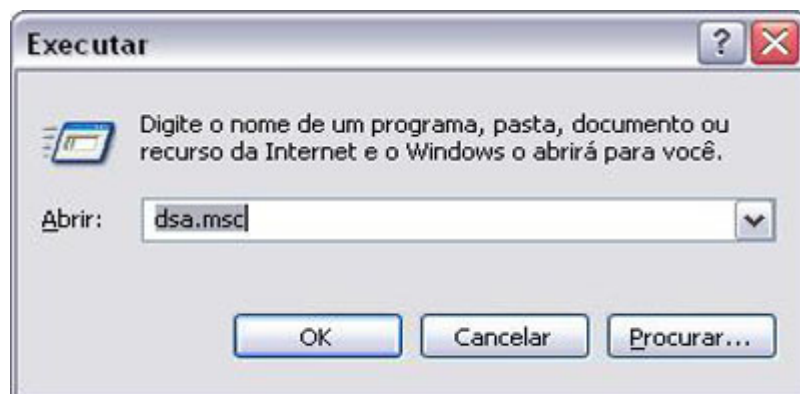 Executar
Digite o nome de um programa, pasta, documento ou
recurso da Internet e o Windows o abrirá para você.
Abrir: dsa.msc
OK Cancelar Procurar...